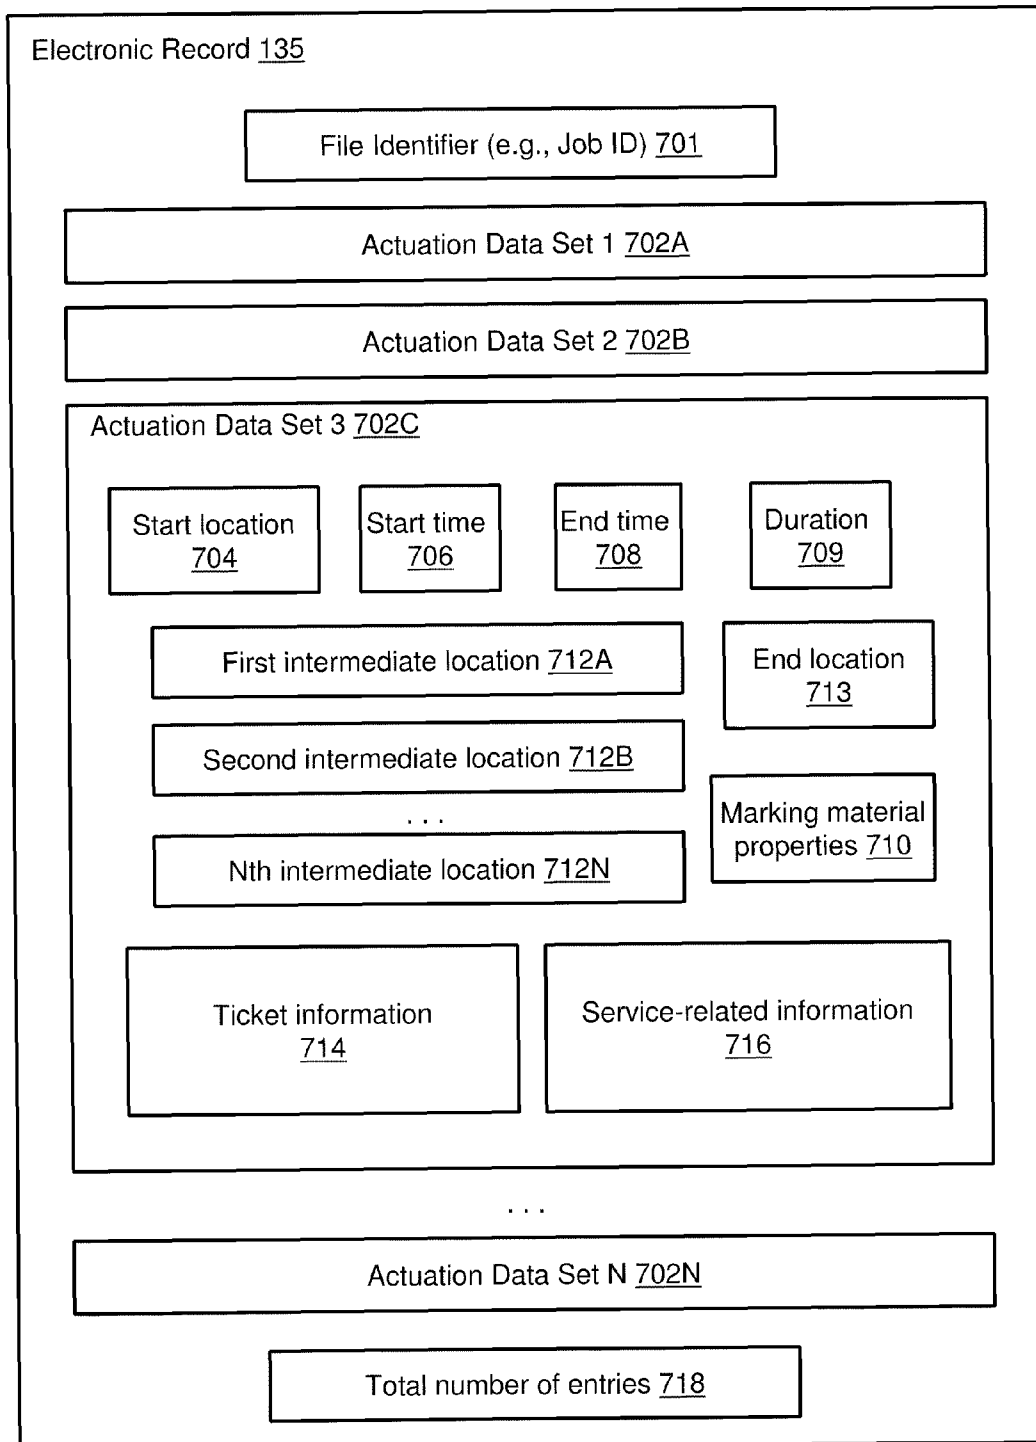 Electronic Record 135
File Identifier (e.g., Job ID) 701
Actuation Data Set 1 702A
Actuation Data Set 2 702B
Actuation Data Set 3 702C
Start location
704
Start time
706
End time
708
Duration
709
First intermediate location 712A
End location
713
Second intermediate location 712B
. . .
Marking material
properties 710
Nth intermediate location 712N
Ticket information
714
Service-related information
716
. . .
Actuation Data Set N 702N
Total number of entries 718